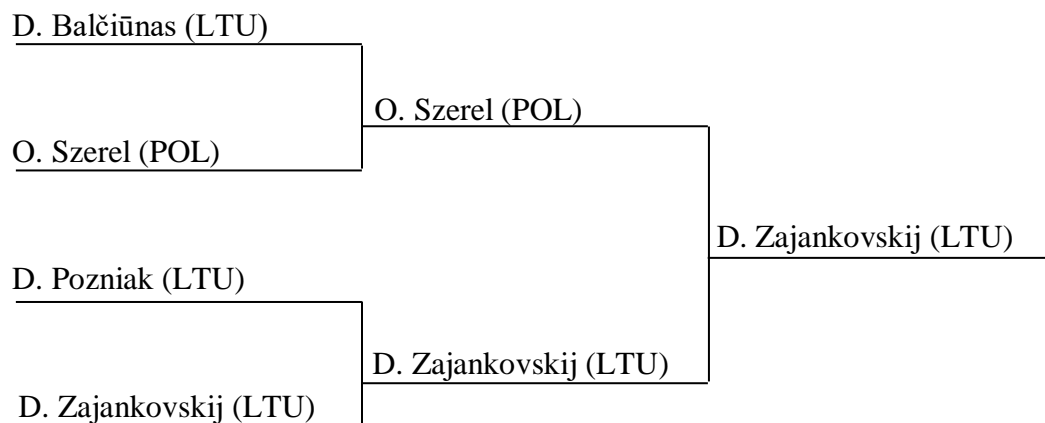 D. Balčiūnas (LTU)
O. Szerel (POL)
O. Szerel (POL)
D. Zajankovskij (LTU)
D. Pozniak (LTU)
D. Zajankovskij (LTU)
D. Zajankovskij (LTU)